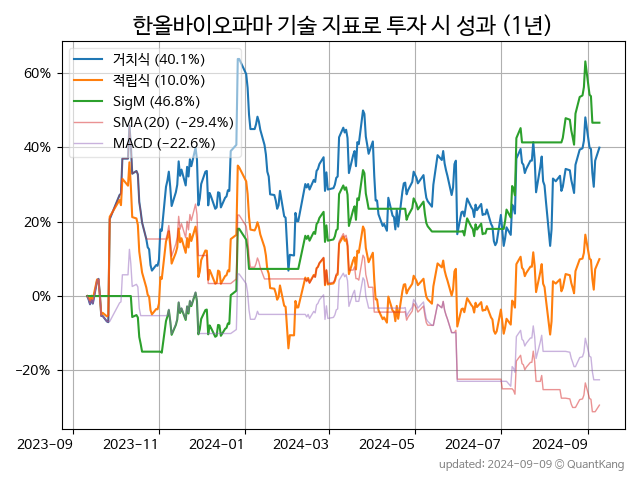 한올바이오파마 기술 지표로 투자 시 성과 (1년)
거치식 (40.1%)
적립식 (10.0%)
SigM (46.8%)
SMA(20) (−29.4%)
MACD (−22.6%)
60%
40%
20%
0%
−20%
2023-09 2023-11 2024-01 2024-03 2024-05 2024-07 2024-09
updated: 2024-09-09 © QuantKang